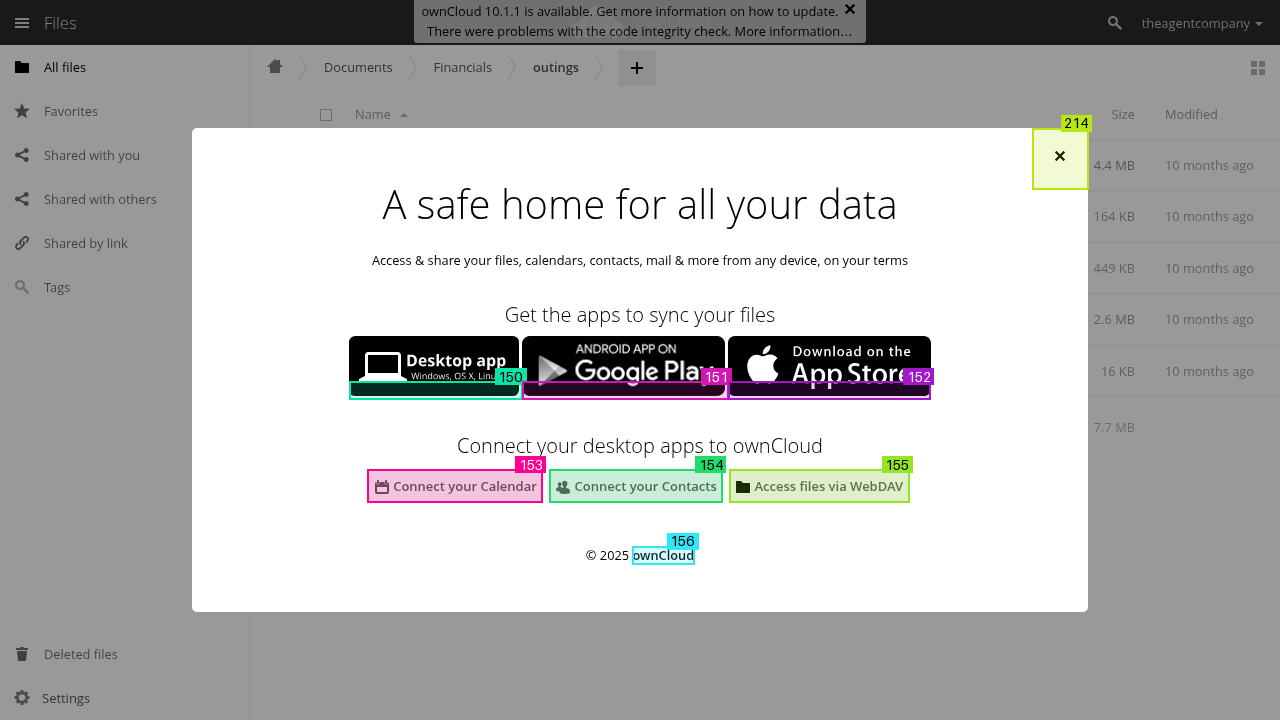 ownCloud 10.1.1 is available. Get more information on how to update.
There were problems with the code integrity check. More information…
Files
theagentcompany
All files
Documents
Financials
outings
Favorites
Name
Size
Modified
214
Shared with you
4.4 MB
10 months ago
Shared with others
A safe home for all your data
164 KB
10 months ago
Shared by link
Access & share your files, calendars, contacts, mail & more from any device, on your terms
449 KB
10 months ago
Tags
Get the apps to sync your files
2.6 MB
10 months ago
Desktop app
Windows, OS X,
150
ANDROID APP ON
Google Play
151
Download on the
App Store
152
16 KB
10 months ago
7.7 MB
Connect your desktop apps to ownCloud
153
154
155
Connect your Calendar
Connect your Contacts
Access files via WebDAV
156
© 2025 ownCloud
Deleted files
Settings